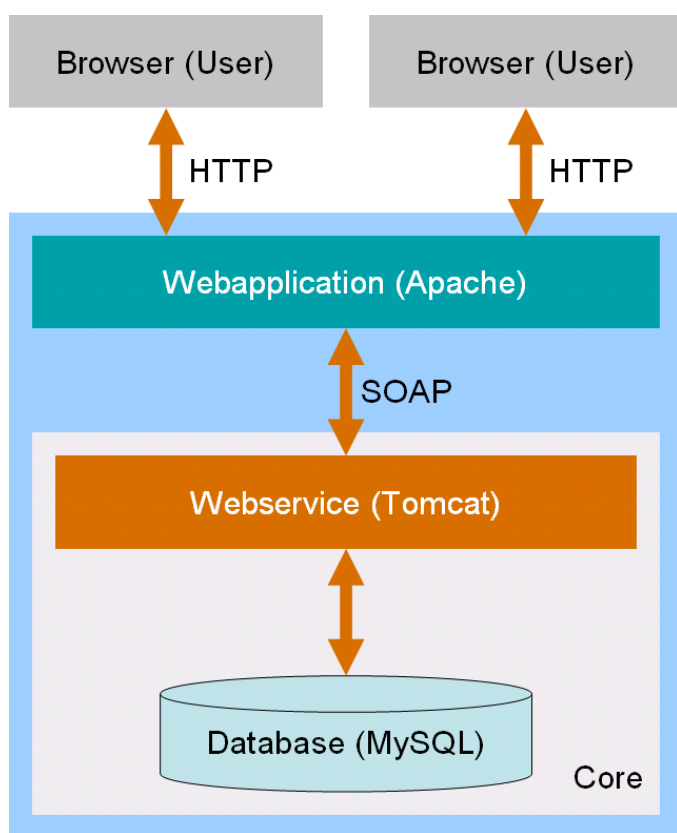 Browser (User)
Browser (User)
HTTP
HTTP
Webapplication (Apache)
SOAP
Webservice (Tomcat)
Database (MySQL)
Core